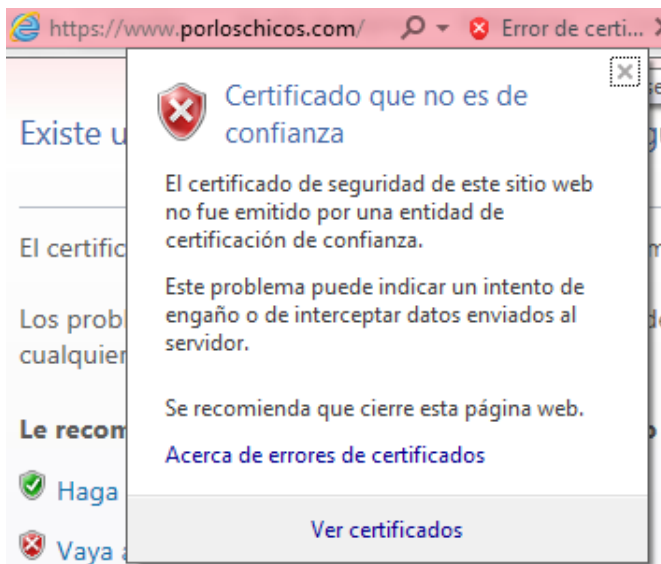 https://www.porloschicos.com/ Error de certi...
Certificado que no es de
confianza
Existe u
El certificado de seguridad de este sitio web
no fue emitido por una entidad de
certificación de confianza.
El certific
Este problema puede indicar un intento de
engaño o de interceptar datos enviados al
servidor.
Los probl
cualquier
Se recomienda que cierre esta página web.
Le recom
Acerca de errores de certificados
Haga
Ver certificados
Vaya a